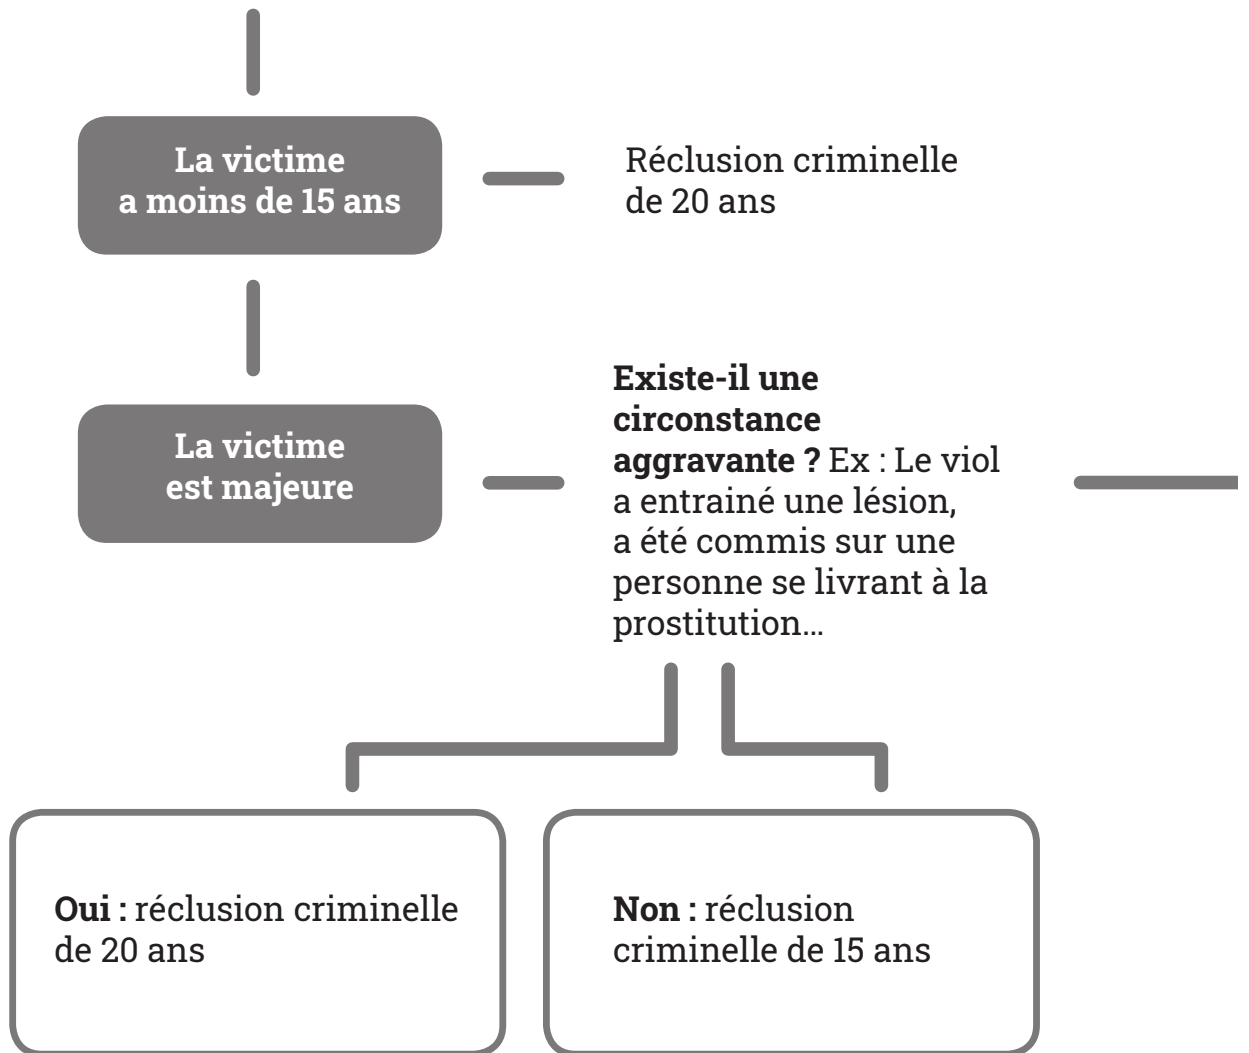 La victime
a moins de 15 ans
Réclusion criminelle
de 20 ans
La victime
est majeure
Existe-il une
circonstance
aggravante ? Ex : Le viol
a entrainé une lésion,
a été commis sur une
personne se livrant à la
prostitution…
Oui : réclusion criminelle
de 20 ans
Non : réclusion
criminelle de 15 ans